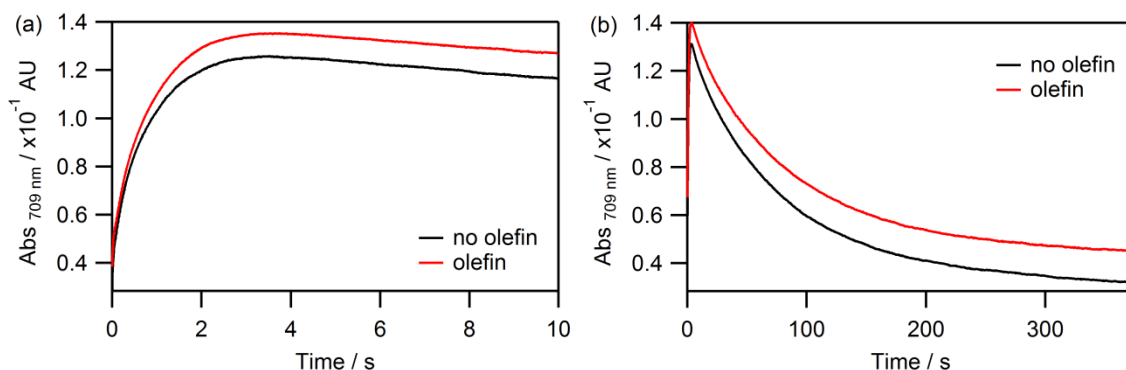 (a)
1.4
1.2
1.0
0.8
0.6
0.4
Abs 709 nm / x10⁻¹ AU
no olefin
olefin
0 2 4 6 8 10
Time / s
(b)
1.4
1.2
1.0
0.8
0.6
0.4
Abs 709 nm / x10⁻¹ AU
no olefin
olefin
0 100 200 300
Time / s